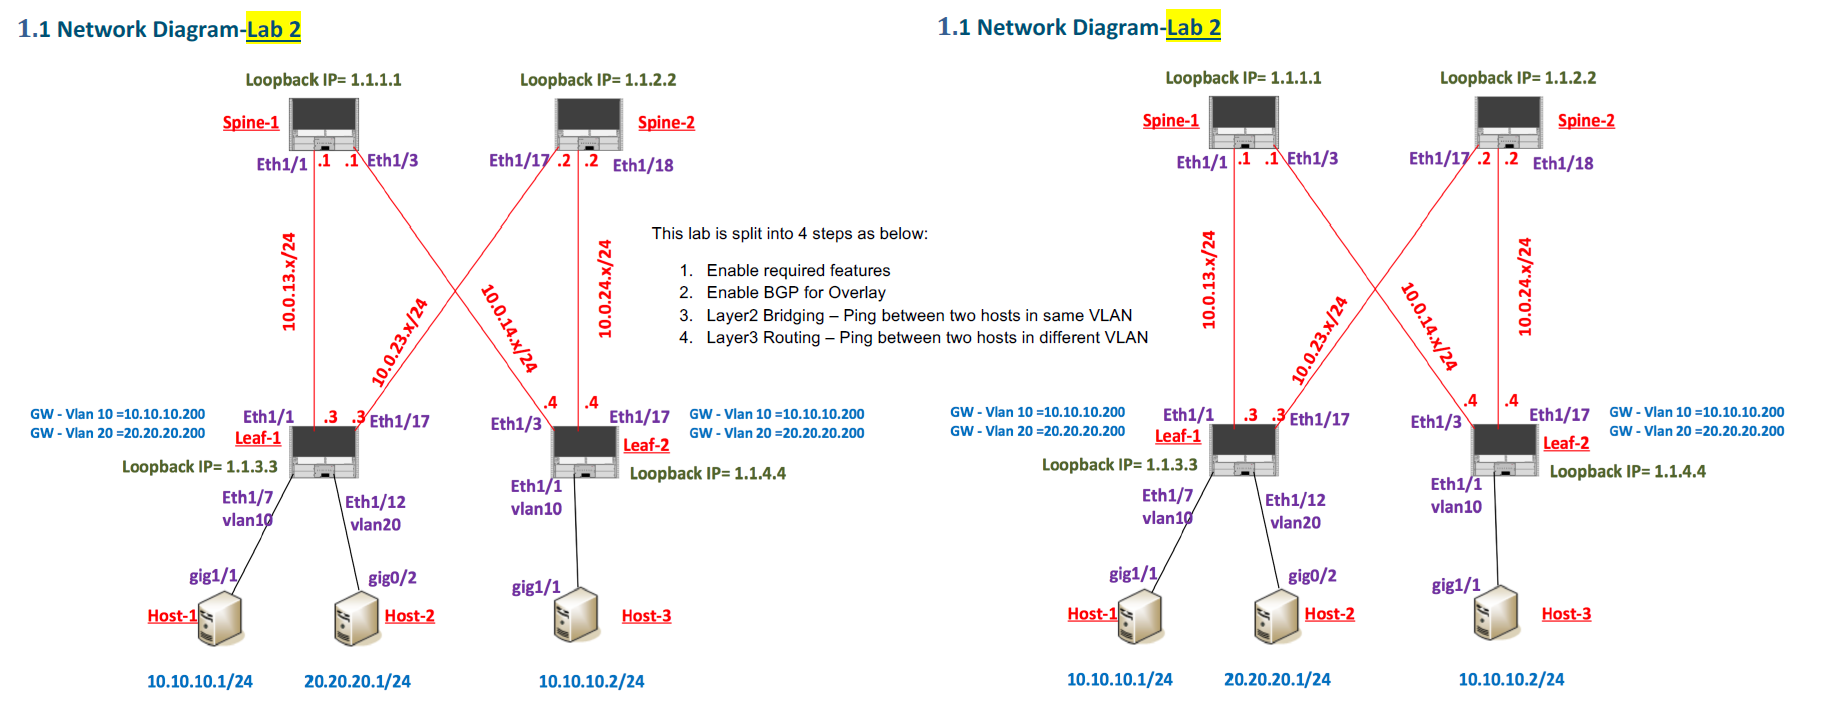 1.1 Network Diagram-Lab 2
Loopback IP= 1.1.1.1
Loopback IP= 1.1.2.2
Spine-1
Spine-2
Eth1/1
.1
.1
Eth1/3
Eth1/17
.2
.2
Eth1/18
10.0.13.x/24
10.0.23.x/24
10.0.14.x/24
10.0.24.x/24
GW - Vlan 10 =10.10.10.200
GW - Vlan 20 =20.20.20.200
Eth1/1
.3
.3
Eth1/17
Leaf-1
Loopback IP= 1.1.3.3
Eth1/3
.4
.4
Eth1/17
Leaf-2
GW - Vlan 10 =10.10.10.200
GW - Vlan 20 =20.20.20.200
Loopback IP= 1.1.4.4
Eth1/7
vlan10
Eth1/12
vlan20
Eth1/1
vlan10
gig1/1
gig0/2
gig1/1
Host-1
Host-2
Host-3
10.10.10.1/24
20.20.20.1/24
10.10.10.2/24
This lab is split into 4 steps as below:
1. Enable required features
2. Enable BGP for Overlay
3. Layer2 Bridging – Ping between two hosts in same VLAN
4. Layer3 Routing – Ping between two hosts in different VLAN
1.1 Network Diagram-Lab 2
Loopback IP= 1.1.1.1
Loopback IP= 1.1.2.2
Spine-1
Spine-2
Eth1/1
.1
.1
Eth1/3
Eth1/17
.2
.2
Eth1/18
10.0.13.x/24
10.0.23.x/24
10.0.14.x/24
10.0.24.x/24
GW - Vlan 10 =10.10.10.200
GW - Vlan 20 =20.20.20.200
Eth1/1
.3
.3
Eth1/17
Leaf-1
Loopback IP= 1.1.3.3
Eth1/3
.4
.4
Eth1/17
Leaf-2
GW - Vlan 10 =10.10.10.200
GW - Vlan 20 =20.20.20.200
Loopback IP= 1.1.4.4
Eth1/7
vlan10
Eth1/12
vlan20
Eth1/1
vlan10
gig1/1
gig0/2
gig1/1
Host-1
Host-2
Host-3
10.10.10.1/24
20.20.20.1/24
10.10.10.2/24